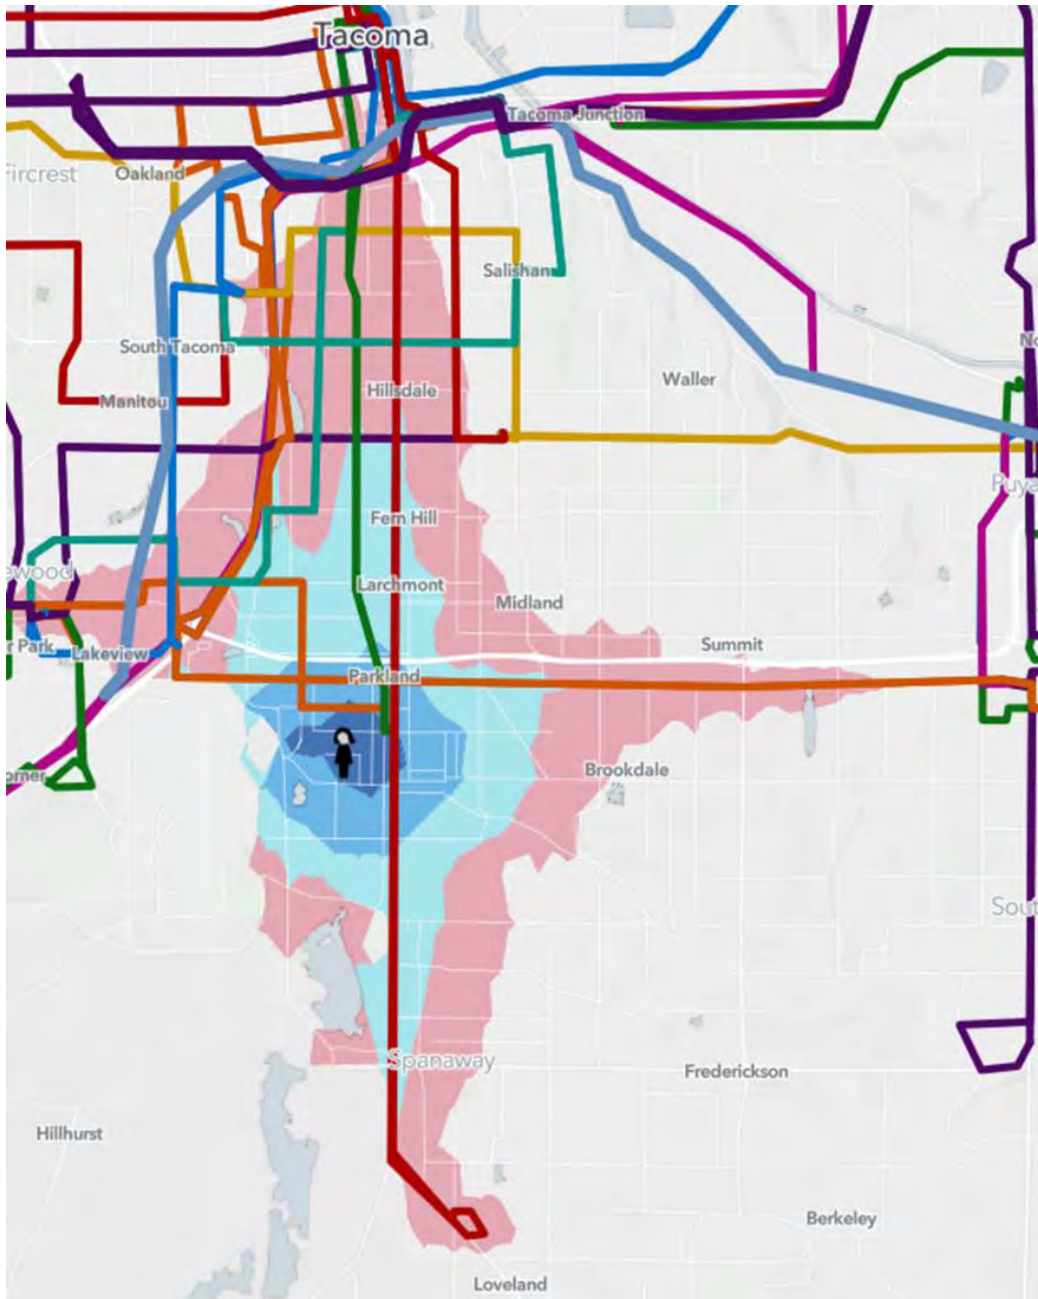 Tacoma
Tacoma Junction
Oakland
Salishan
South Tacoma
Hillsdale
Waller
Manitou
Fern Hill
Larchmont
Midland
Summit
Lakeview
Parkland
Brookdale
Spanaway
Frederickson
Hillhurst
Berkeley
Loveland